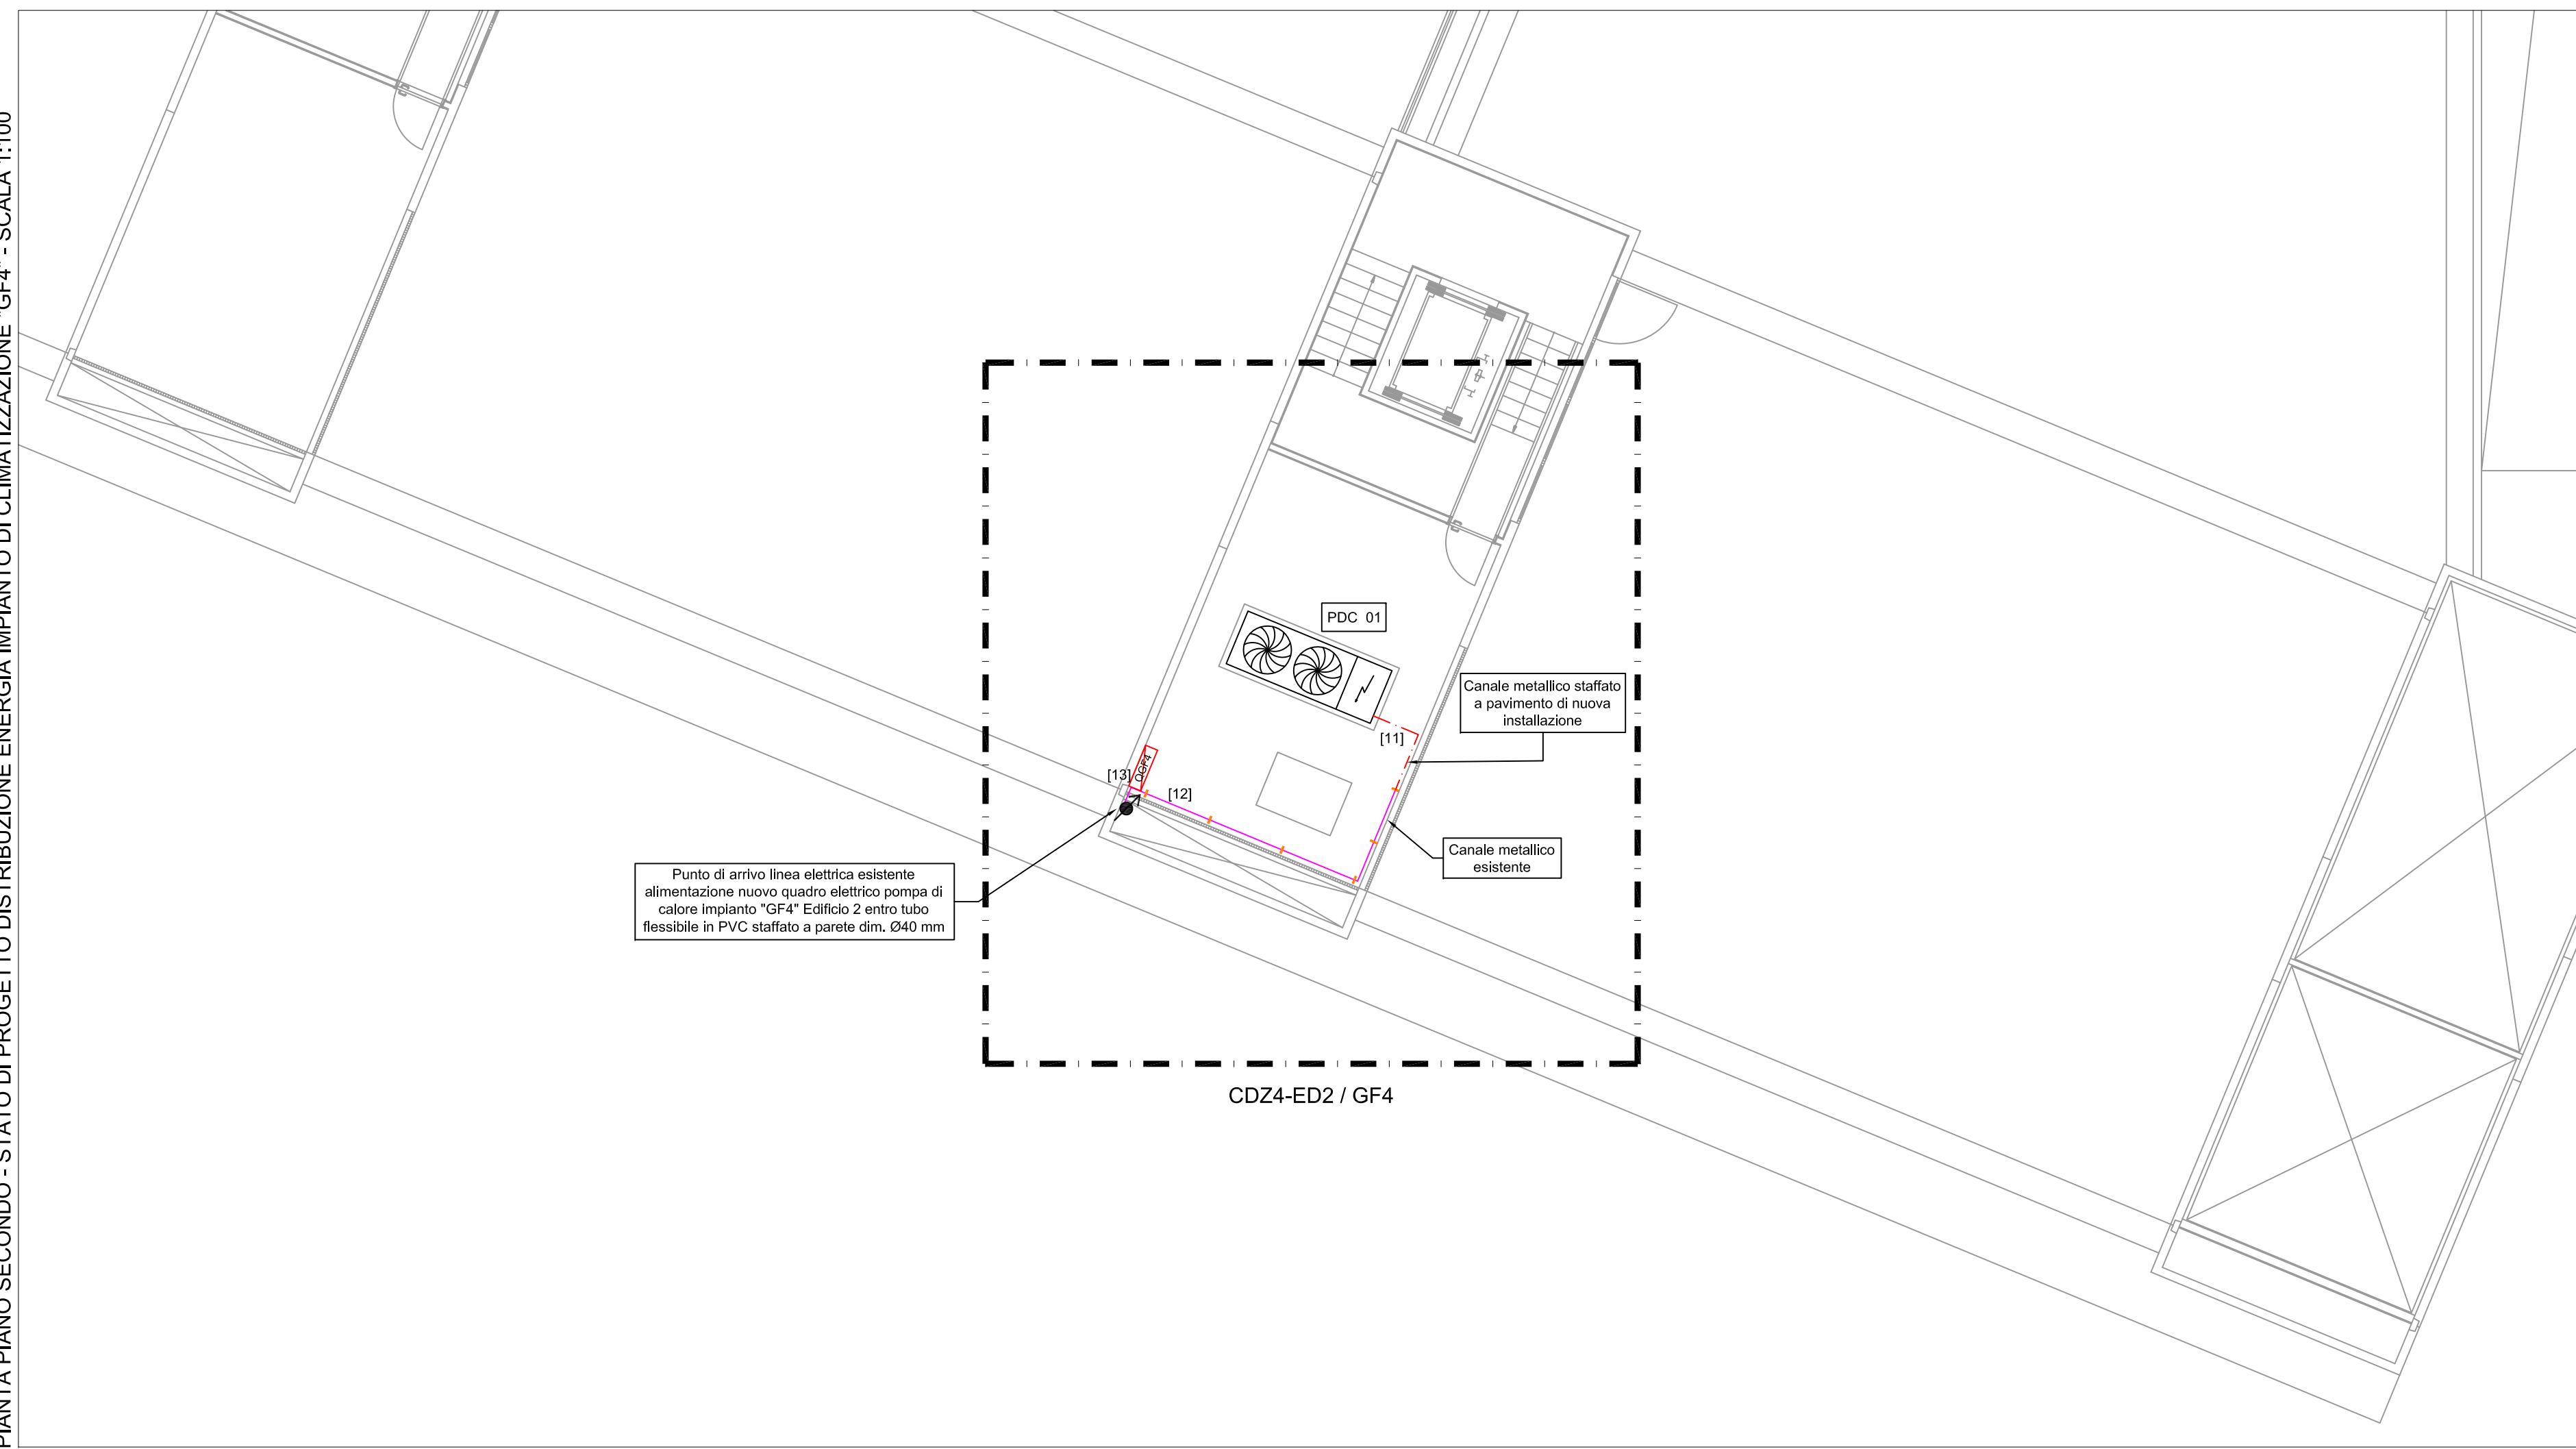 PIANTA PIANO SECONDO - STATO DI PROGETTO DISTRIBUZIONE ENERGIA IMPIANTO DI CLIMATIZZAZIONE "GF4" - SCALA 1:100
PDC 01
Canale metallico staffato
a pavimento di nuova
installazione
[11]
QGF4
[13]
[12]
Canale metallico
esistente
Punto di arrivo linea elettrica esistente
alimentazione nuovo quadro elettrico pompa di
calore impianto "GF4" Edificio 2 entro tubo
flessibile in PVC staffato a parete dim. Ø40 mm
CDZ4-ED2 / GF4